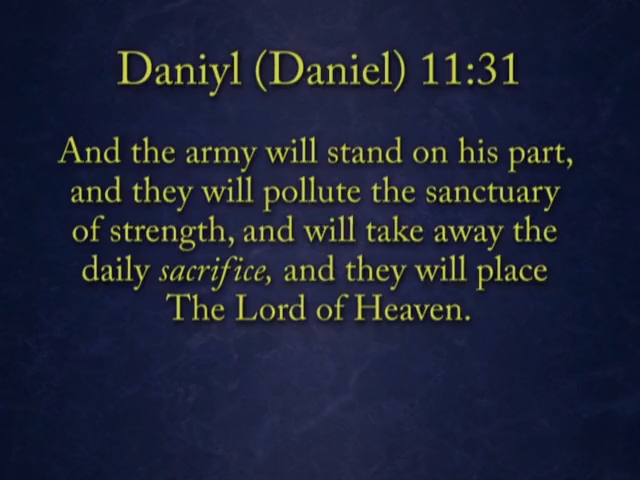 Daniyl (Daniel) 11:31
And the army will stand on his part,
and they will pollute the sanctuary
of strength, and will take away the
daily sacrifice, and they will place
The Lord of Heaven.